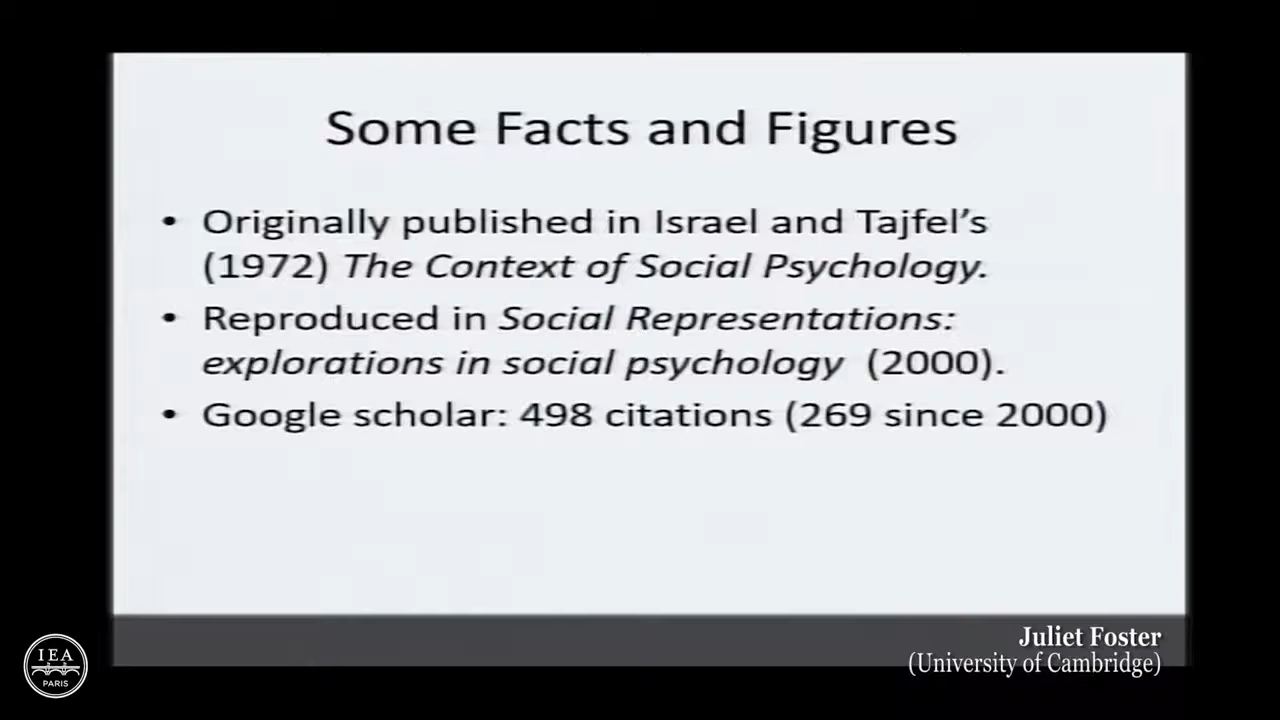 Some Facts and Figures
• Originally published in Israel and Tajfel's
(1972) The Context of Social Psychology.
• Reproduced in Social Representations:
explorations in social psychology (2000).
• Google scholar: 498 citations (269 since 2000)
Juliet Foster
(University of Cambridge)
IEA
PARIS